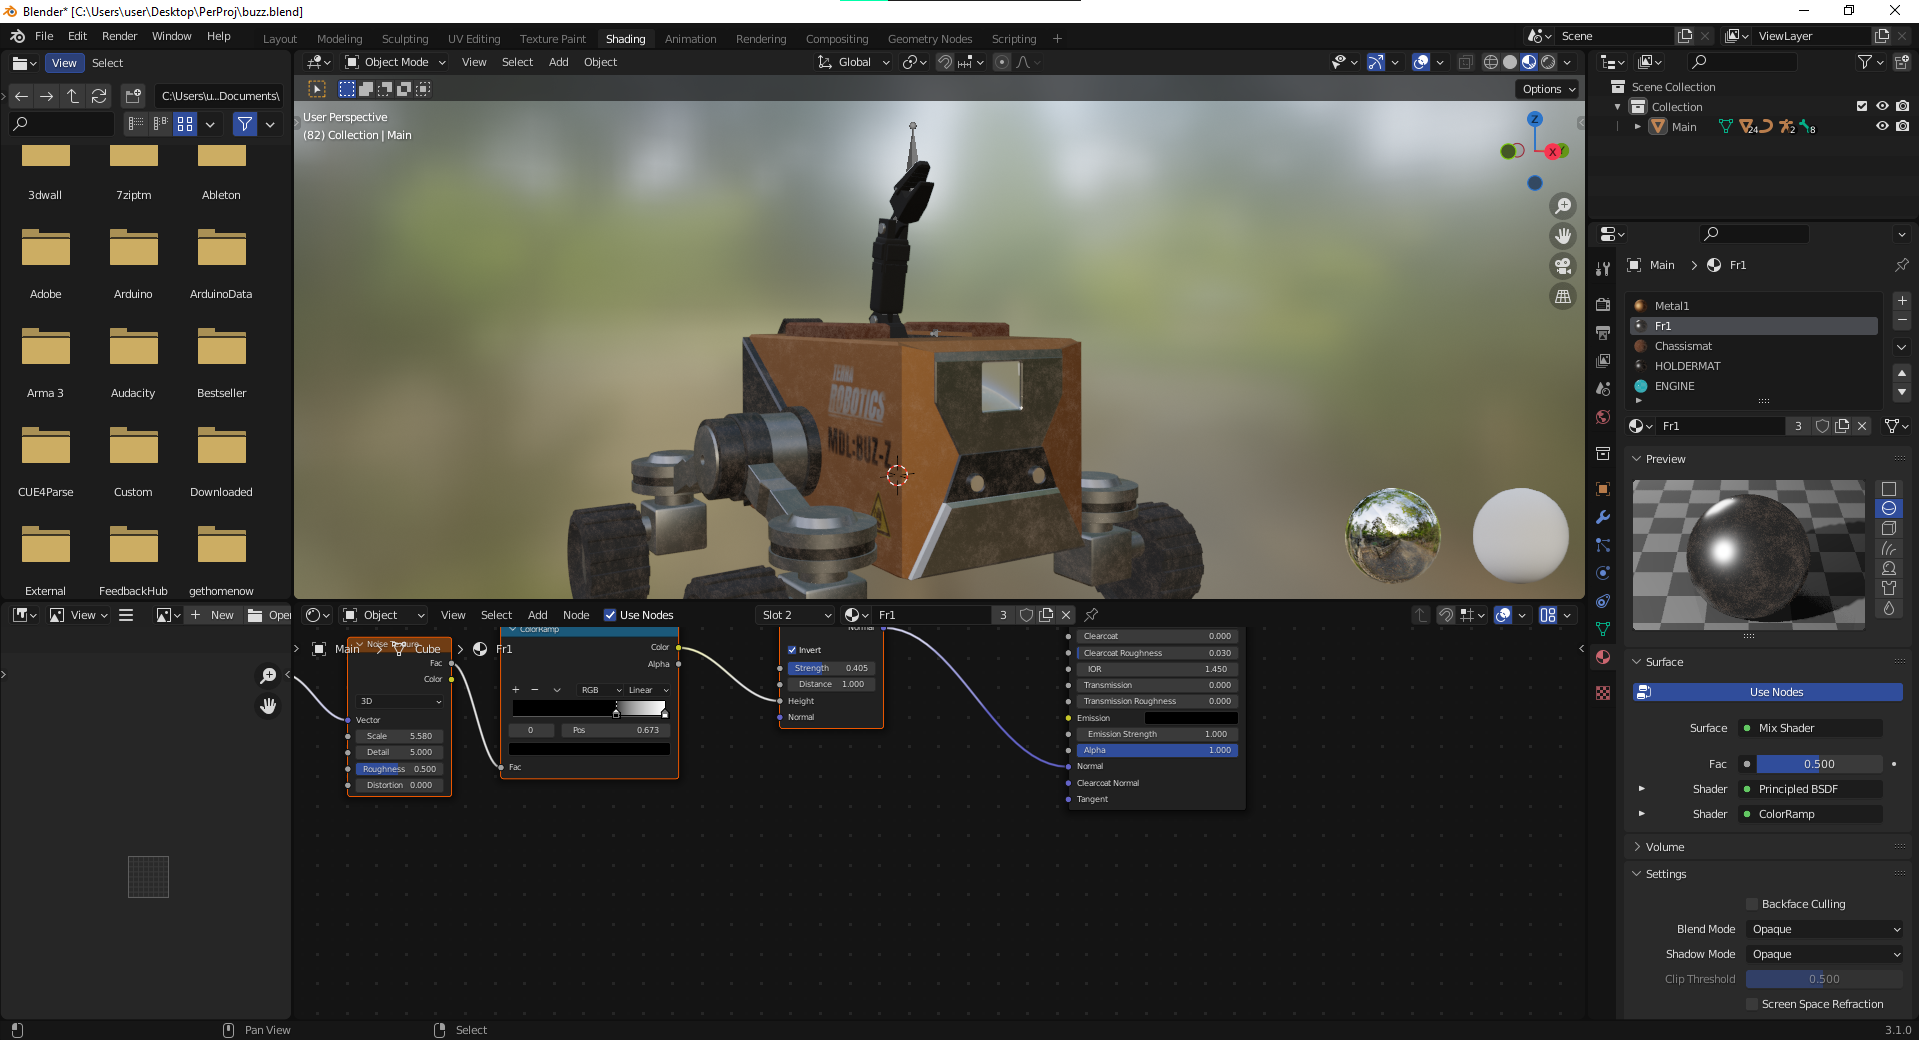 Blender* [C:\Users\user\Desktop\PerProj\buzz.blend]
File Edit Render Window Help
Layout Modeling Sculpting UV Editing Texture Paint Shading Animation Rendering Compositing Geometry Nodes Scripting +
Scene
ViewLayer
View Select
Object Mode View Select Add Object
Global
C:\Users\u...Documents\
Options
User Perspective
(82) Collection | Main
Z
X
Y
Scene Collection
Collection
Main 24 2 8
3dwall 7ziptm Ableton
Adobe Arduino ArduinoData
Arma 3 Audacity Bestseller
CUE4Parse Custom Downloaded
External FeedbackHub gethomenow
TERRA
ROBOTICS
MDL:BUZ-Z
Main > Fr1
Metal1
Fr1
Chassismat
HOLDERMAT
ENGINE
Fr1 3
Preview
View New Open
Object View Select Add Node Use Nodes
Slot 2
Fr1 3
Main > Cube > Fr1
Noise Texture
Fac
Color
3D
Vector
Scale 5.580
Detail 5.000
Roughness 0.500
Distortion 0.000
ColorRamp
Color
Alpha
+ − RGB Linear
0 Pos 0.673
Fac
Normal
Invert
Strength 0.405
Distance 1.000
Height
Normal
Clearcoat 0.000
Clearcoat Roughness 0.030
IOR 1.450
Transmission 0.000
Transmission Roughness 0.000
Emission
Emission Strength 1.000
Alpha 1.000
Normal
Clearcoat Normal
Tangent
Surface
Use Nodes
Surface Mix Shader
Fac 0.500
Shader Principled BSDF
Shader ColorRamp
Volume
Settings
Backface Culling
Blend Mode Opaque
Shadow Mode Opaque
Clip Threshold 0.500
Screen Space Refraction
Pan View
Select
3.1.0